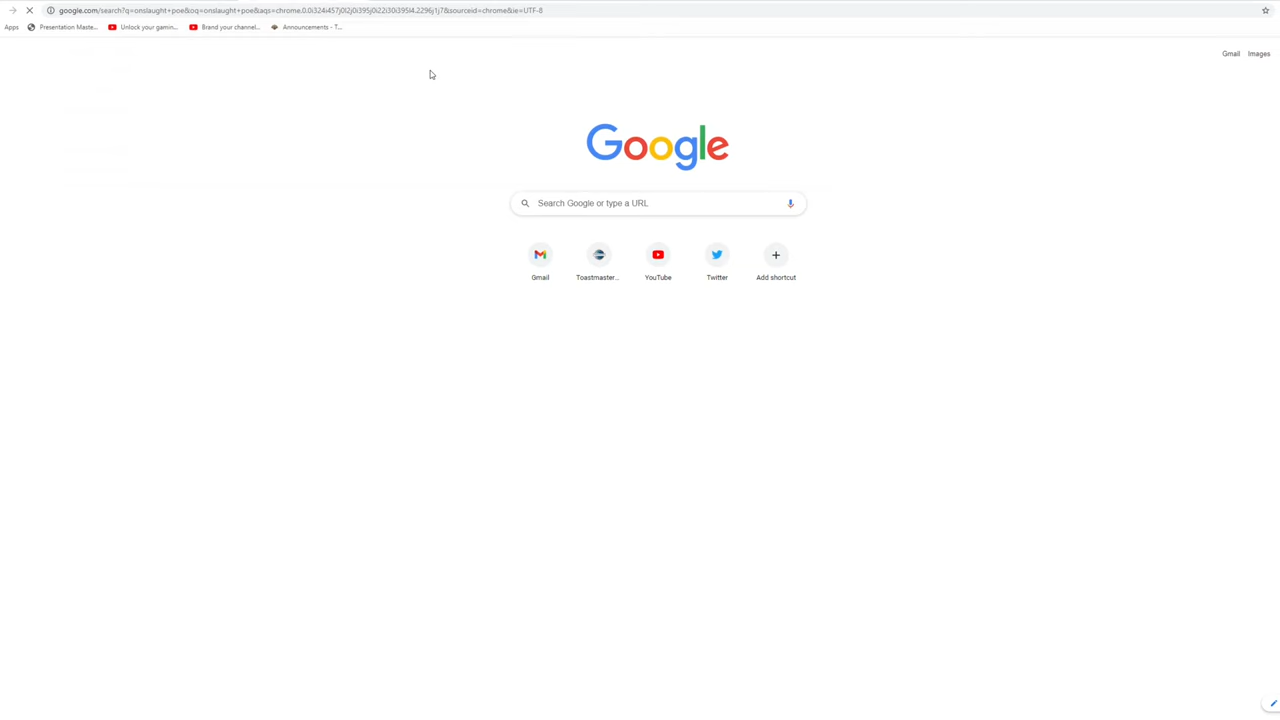 google.com/search?q=onslaught+poe&oq=onslaught+poe&aqs=chrome.0.0i324i457j0l2j0i395j0i22i30i395l4.2296j1j7&sourceid=chrome&ie=UTF-8
Apps Presentation Maste... Unlock your gamin... Brand your channel... Announcements - T...
Gmail Images
Google
Search Google or type a URL
Gmail Toastmaster... YouTube Twitter Add shortcut